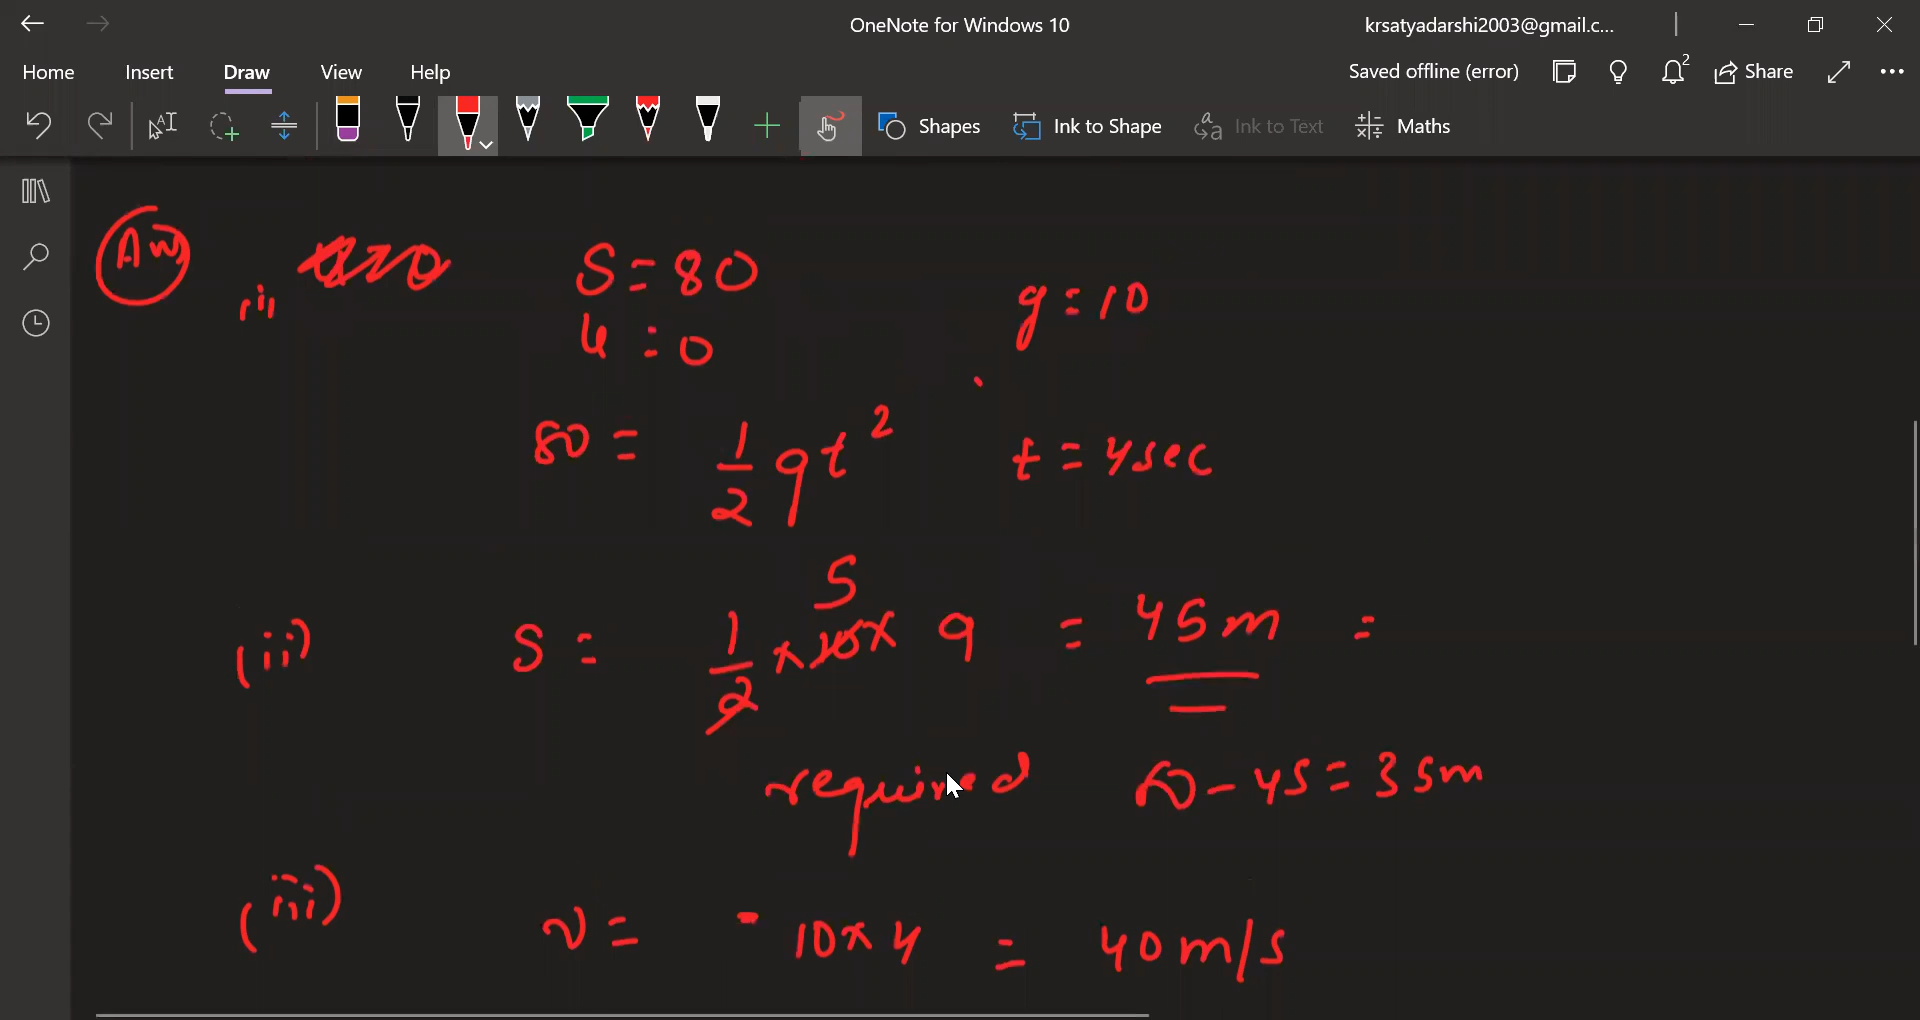 OneNote for Windows 10
krsatyadarshi2003@gmail.c...
Home Insert Draw View Help
Saved offline (error) 2 Share
Shapes Ink to Shape Ink to Text Maths
S = 80
(i)
g = 10
u = 0
80 = 1/2 gt²
t = 4sec
(ii) S = 1/2 × 10 × 9 = 45m =
5
required 80 - 45 = 35m
(iii) v = - 10 × 4 = 40 m/s